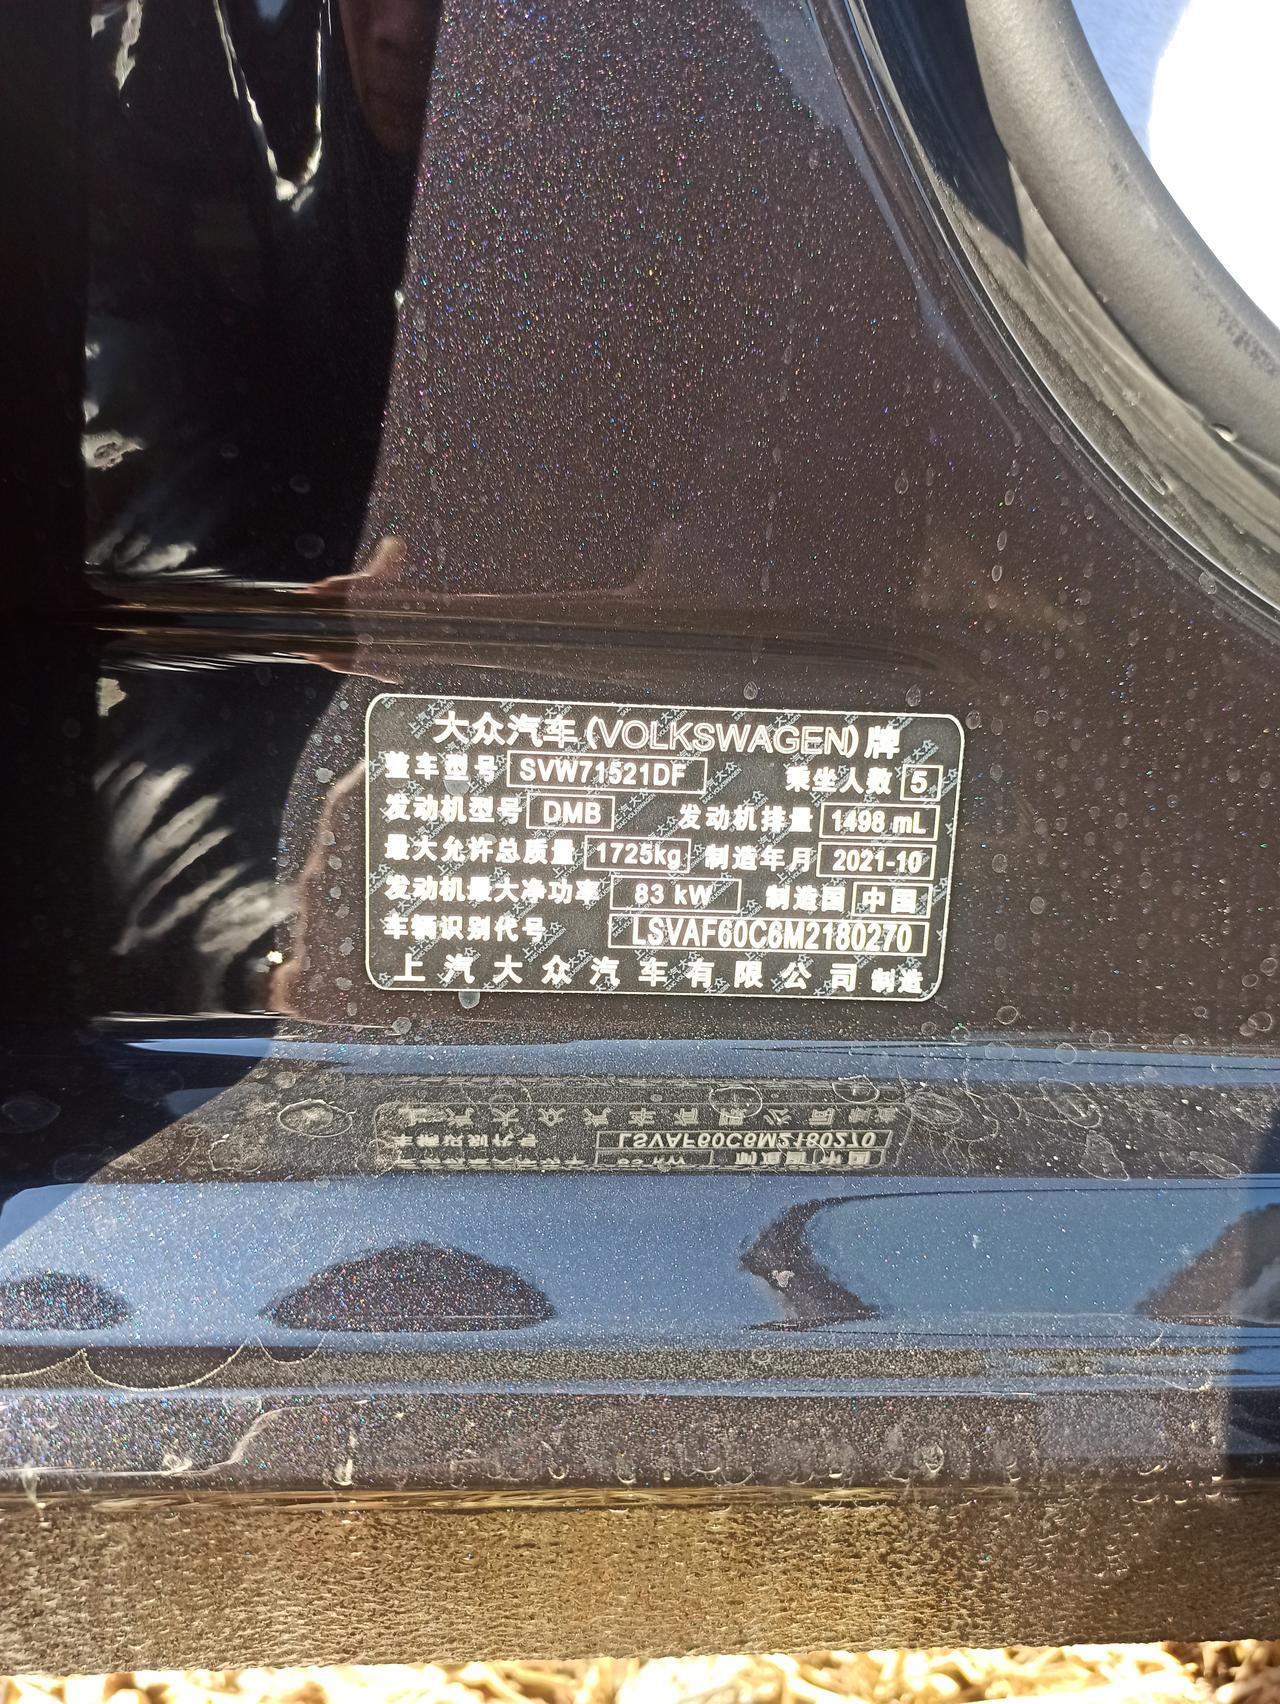 大众汽车(VOLKSWAGEN)牌
整车型号 SVW71521DF 乘坐人数 5
发动机型号 DMB 发动机排量 1498 mL
最大允许总质量 1725kg 制造年月 2021-10
发动机最大净功率 83 kW 制造国 中国
车辆识别代号 LSVAF60C6M2180270
上汽大众汽车有限公司 制造